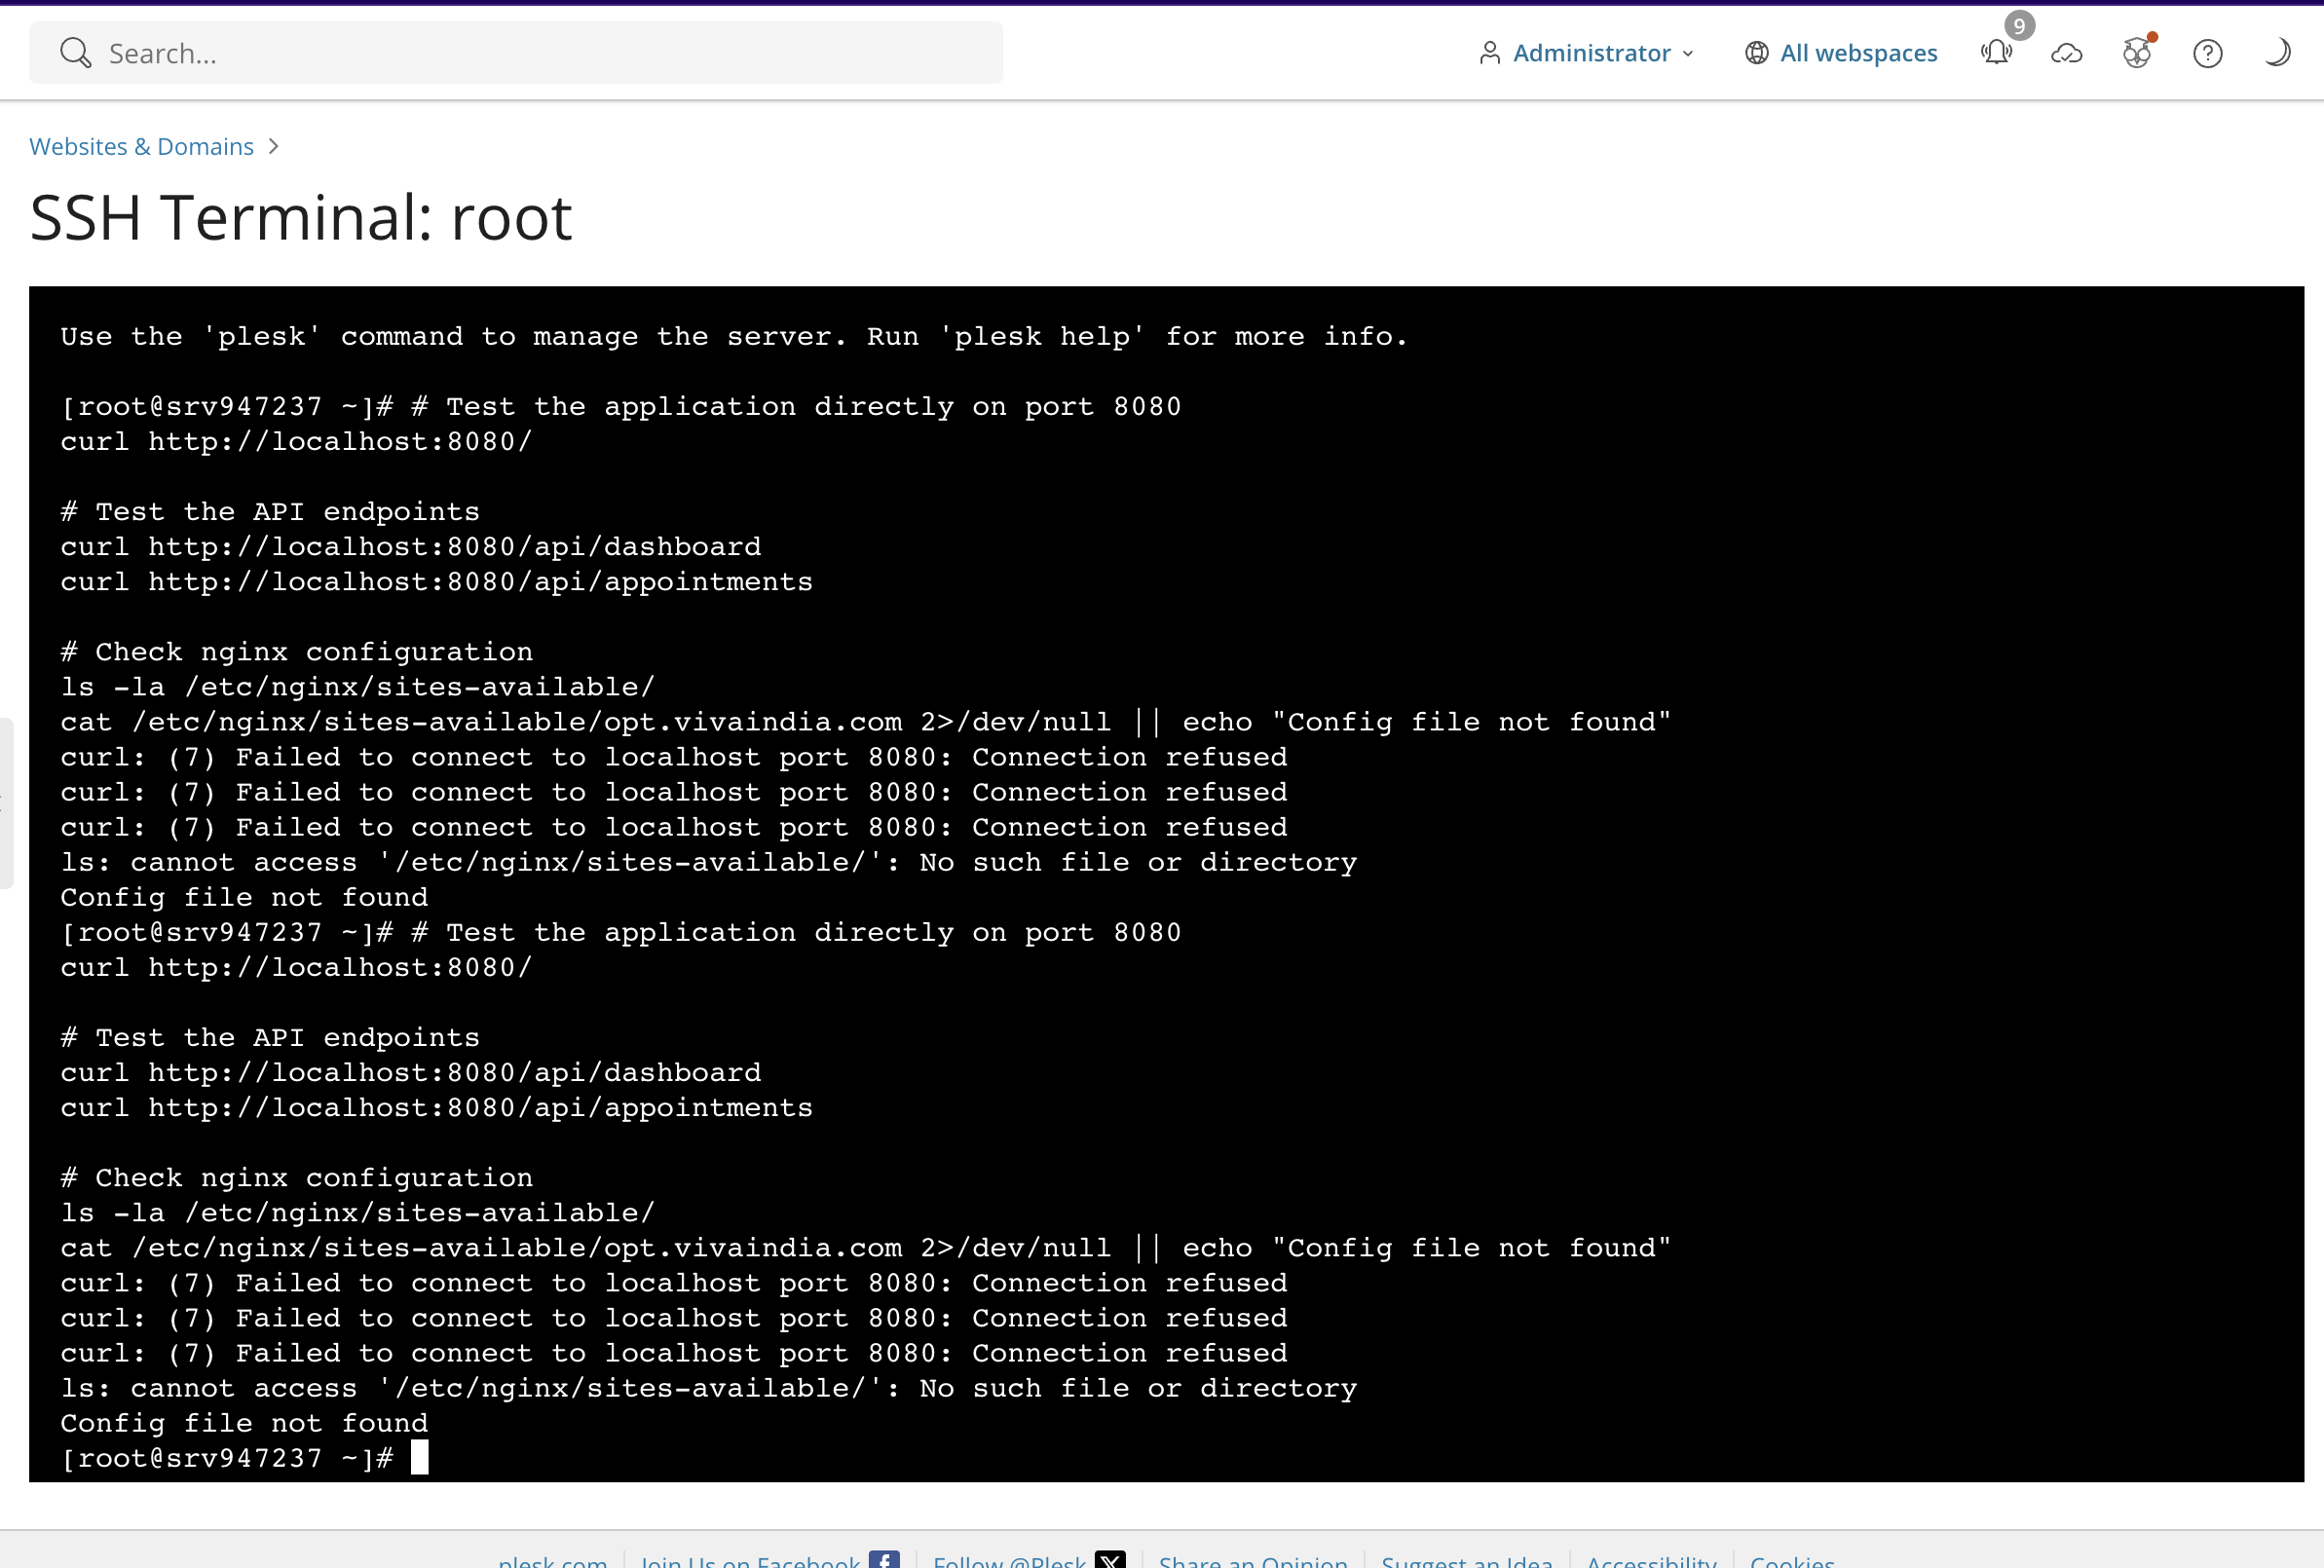 Search...
Administrator
All webspaces
9
Websites & Domains
SSH Terminal: root
Use the 'plesk' command to manage the server. Run 'plesk help' for more info.
[root@srv947237 ~]# # Test the application directly on port 8080
curl http://localhost:8080/
# Test the API endpoints
curl http://localhost:8080/api/dashboard
curl http://localhost:8080/api/appointments
# Check nginx configuration
ls -la /etc/nginx/sites-available/
cat /etc/nginx/sites-available/opt.vivaindia.com 2>/dev/null || echo "Config file not found"
curl: (7) Failed to connect to localhost port 8080: Connection refused
curl: (7) Failed to connect to localhost port 8080: Connection refused
curl: (7) Failed to connect to localhost port 8080: Connection refused
ls: cannot access '/etc/nginx/sites-available/': No such file or directory
Config file not found
[root@srv947237 ~]# # Test the application directly on port 8080
curl http://localhost:8080/
# Test the API endpoints
curl http://localhost:8080/api/dashboard
curl http://localhost:8080/api/appointments
# Check nginx configuration
ls -la /etc/nginx/sites-available/
cat /etc/nginx/sites-available/opt.vivaindia.com 2>/dev/null || echo "Config file not found"
curl: (7) Failed to connect to localhost port 8080: Connection refused
curl: (7) Failed to connect to localhost port 8080: Connection refused
curl: (7) Failed to connect to localhost port 8080: Connection refused
ls: cannot access '/etc/nginx/sites-available/': No such file or directory
Config file not found
[root@srv947237 ~]#
plesk.com Join Us on Facebook Follow @Plesk Share an Opinion Suggest an Idea Accessibility Cookies